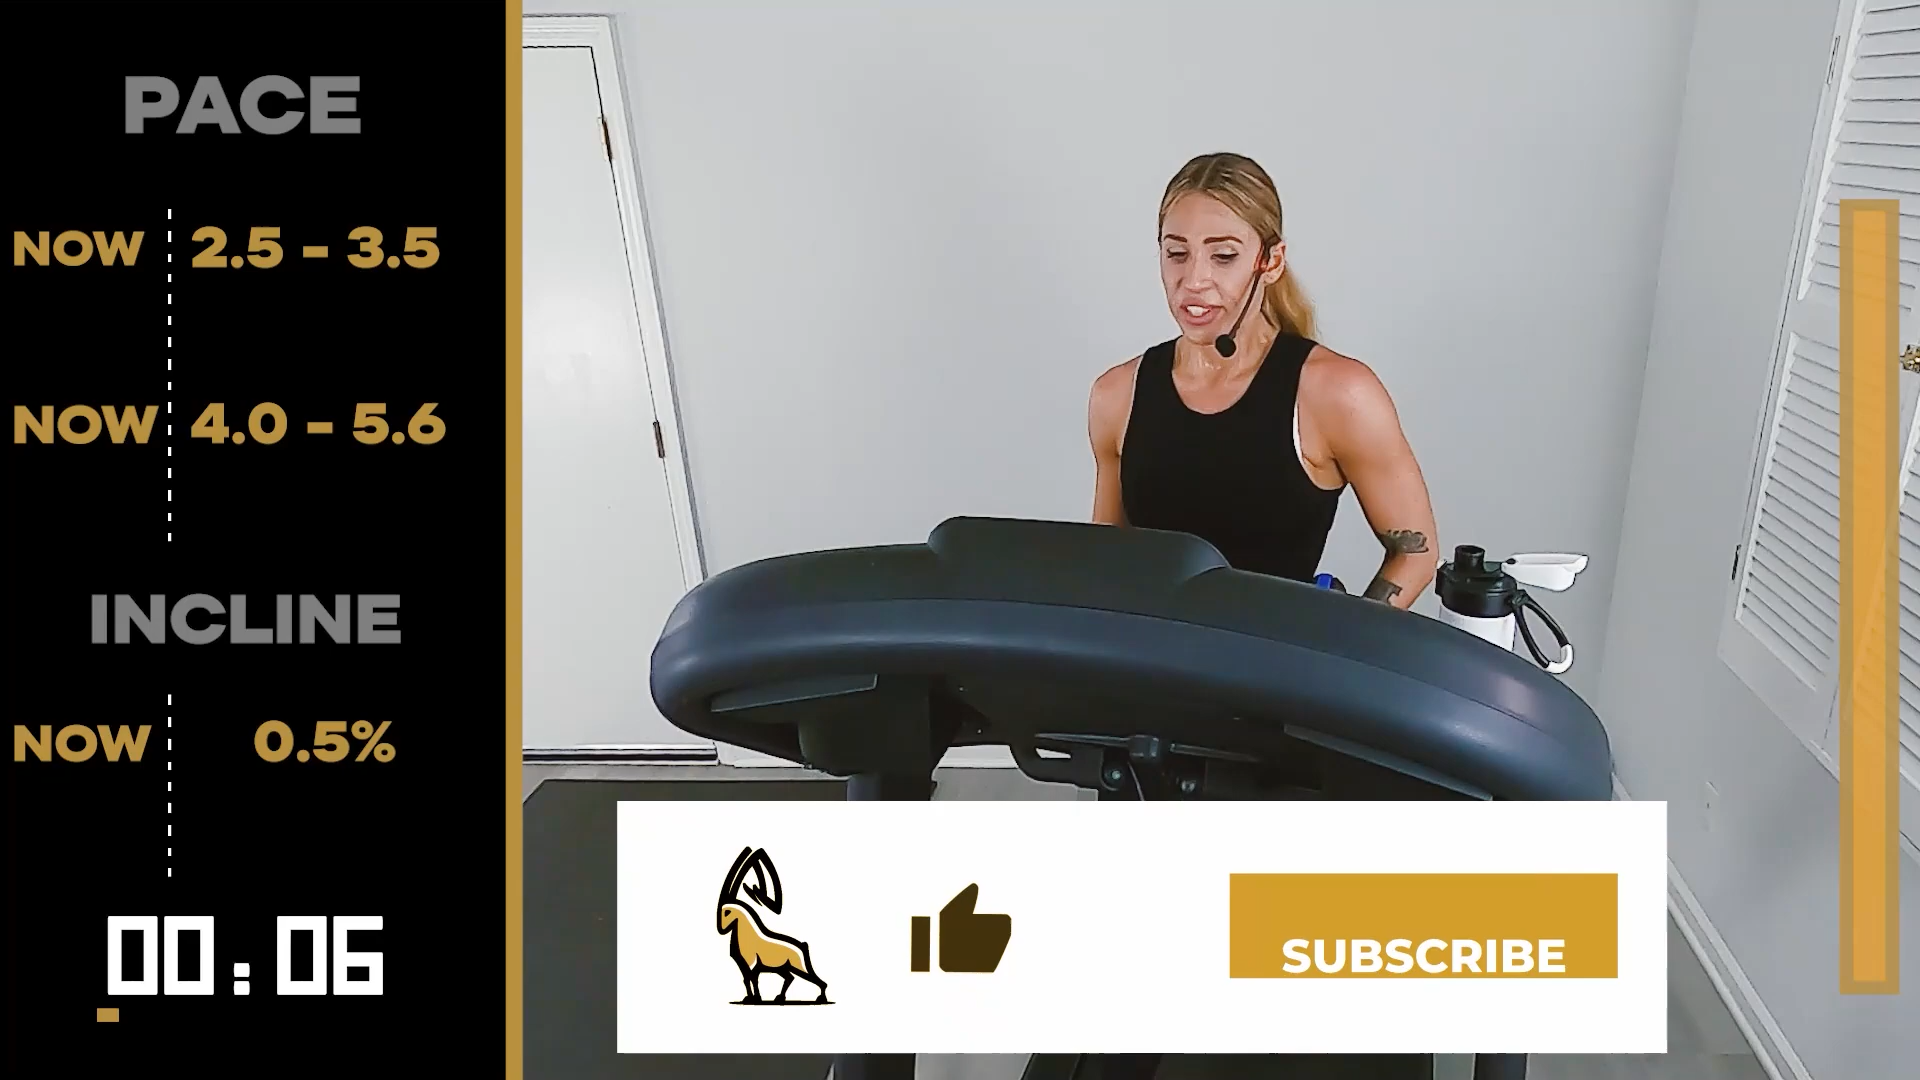 PACE
NOW 2.5 - 3.5
NOW 4.0 - 5.6
INCLINE
NOW 0.5%
00:06
SUBSCRIBE